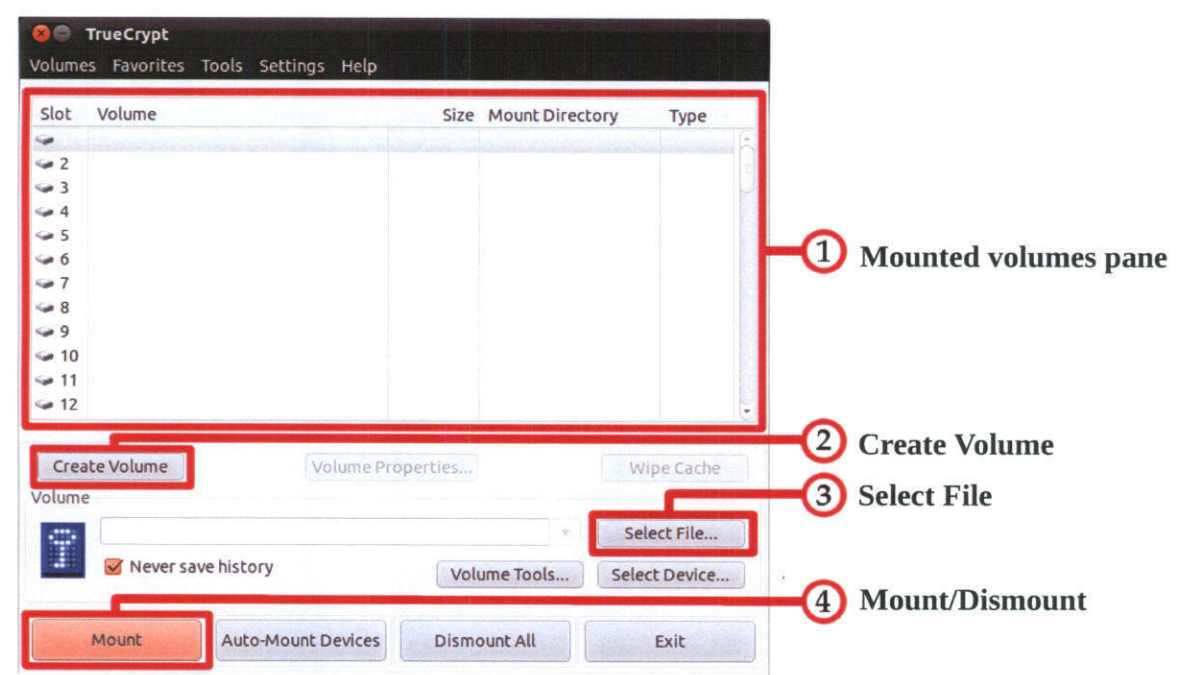 TrueCrypt
Volumes Favorites Tools Settings Help
Slot Volume Size Mount Directory Type
2
3
4
5
6
7
8
9
10
11
12
1 Mounted volumes pane
2 Create Volume
Create Volume Volume Properties... Wipe Cache
3 Select File
Volume
Select File...
Never save history
Volume Tools... Select Device...
4 Mount/Dismount
Mount Auto-Mount Devices Dismount All Exit